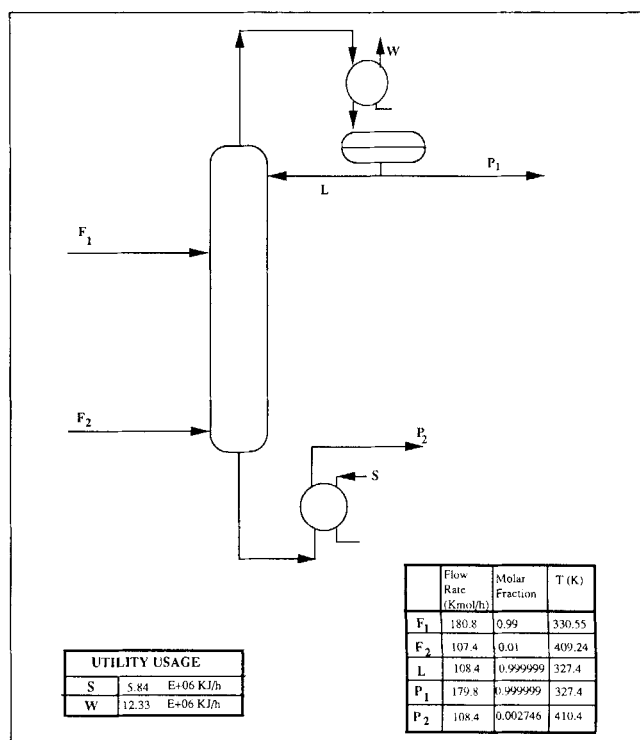 W
P1
L
F1
F2
P2
S
Flow Rate (Kmol/h) Molar Fraction T (K)
F1 180.8 0.99 330.55
F2 107.4 0.01 409.24
L 108.4 0.999999 327.4
P1 179.8 0.999999 327.4
P2 108.4 0.002746 410.4
UTILITY USAGE
S 5.84 E+06 KJ/h
W 12.33 E+06 KJ/h